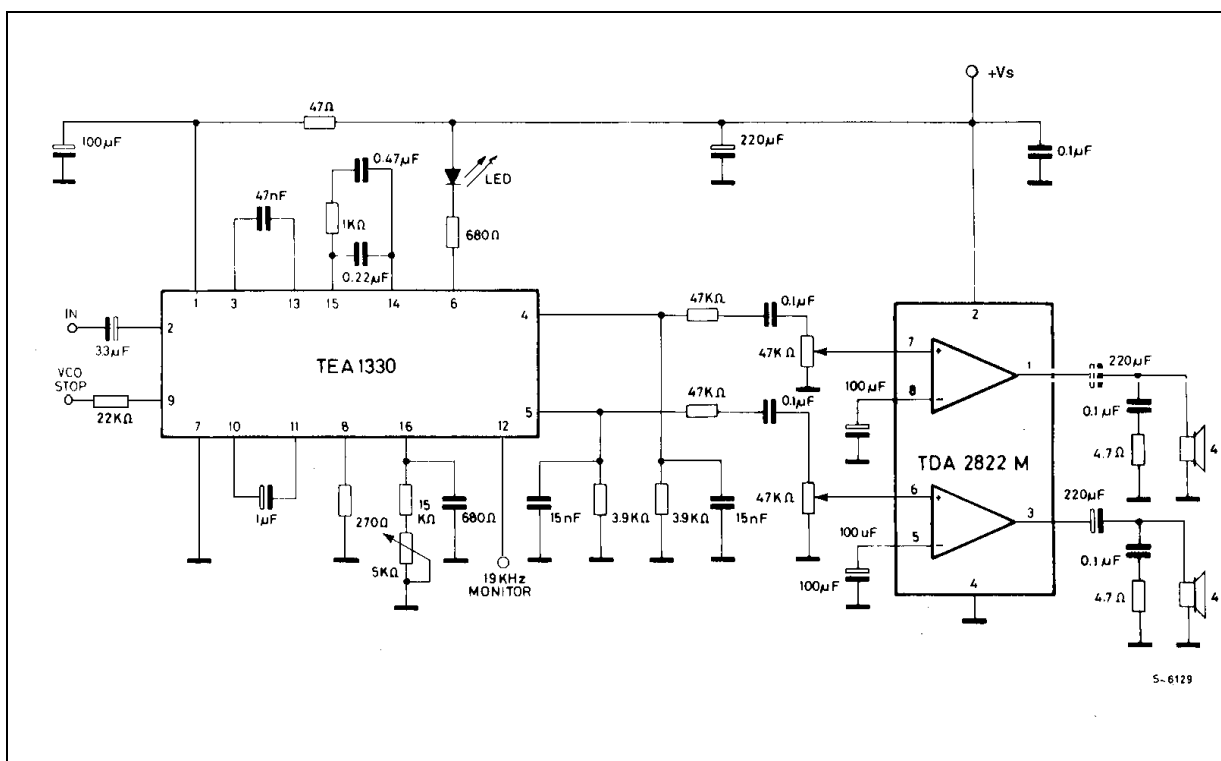 +Vs
47Ω
100µF
220µF
0.1µF
0.47µF
LED
47nF
1KΩ
680Ω
0.22µF
1 3 13 15 14 6
IN
2
3.3µF
TEA 1330
VCO
STOP
22KΩ
9
4
5
7 10 11 8 16 12
1µF
270Ω
15
KΩ
680Ω
5KΩ
19KHz
MONITOR
47KΩ
0.1µF
47KΩ
47KΩ
0.1µF
47KΩ
15nF
3.9KΩ
3.9KΩ
15nF
2
7
+
1
220µF
100µF
8
−
0.1µF
4.7Ω
4
TDA 2822 M
6
+
3
220µF
100uF
5
−
100µF
0.1µF
4.7Ω
4
4
S-6129